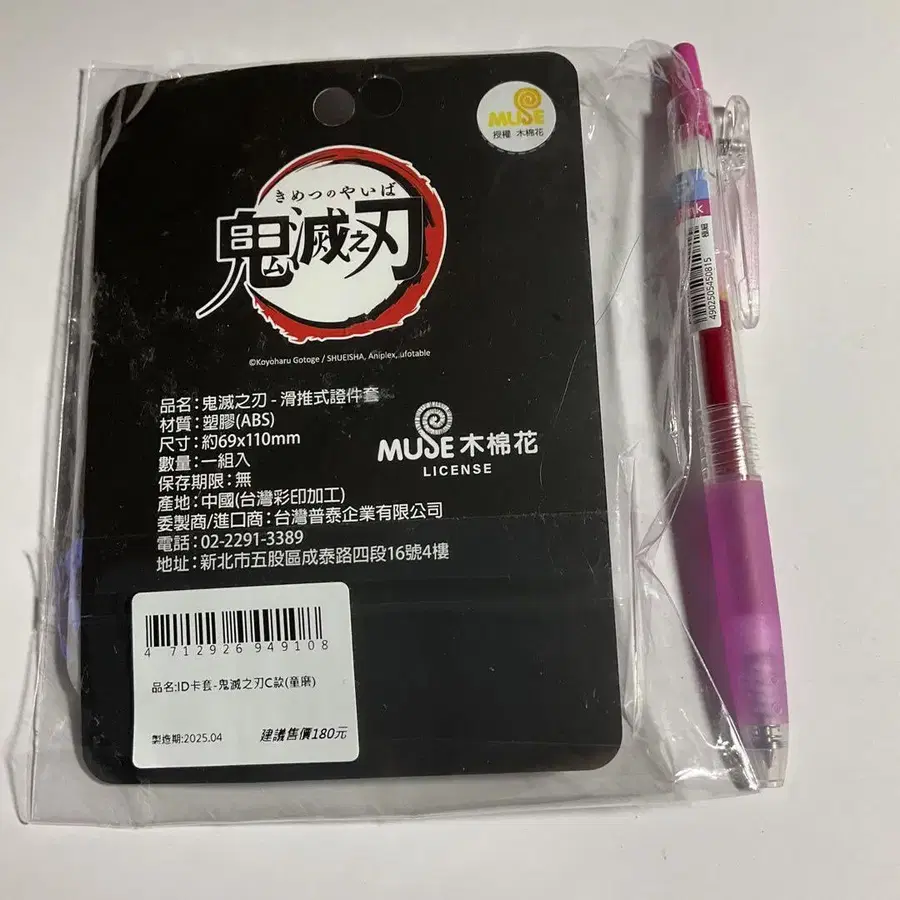 MUSE
授權 木棉花
きめつのやいば
鬼滅之刃
©Koyoharu Gotoge / SHUEISHA, Aniplex, ufotable
品名:鬼滅之刃 - 滑推式證件套
材質:塑膠(ABS)
尺寸:約69x110mm
數量:一組入
保存期限:無
產地:中國(台灣彩印加工)
委製商/進口商:台灣普泰企業有限公司
電話:02-2291-3389
地址:新北市五股區成泰路四段16號4樓
MUSE木棉花
LICENSE
4 712926 949108
品名:ID卡套-鬼滅之刃C款(童磨)
製造期:2025.04
建議售價180元
4902505450815